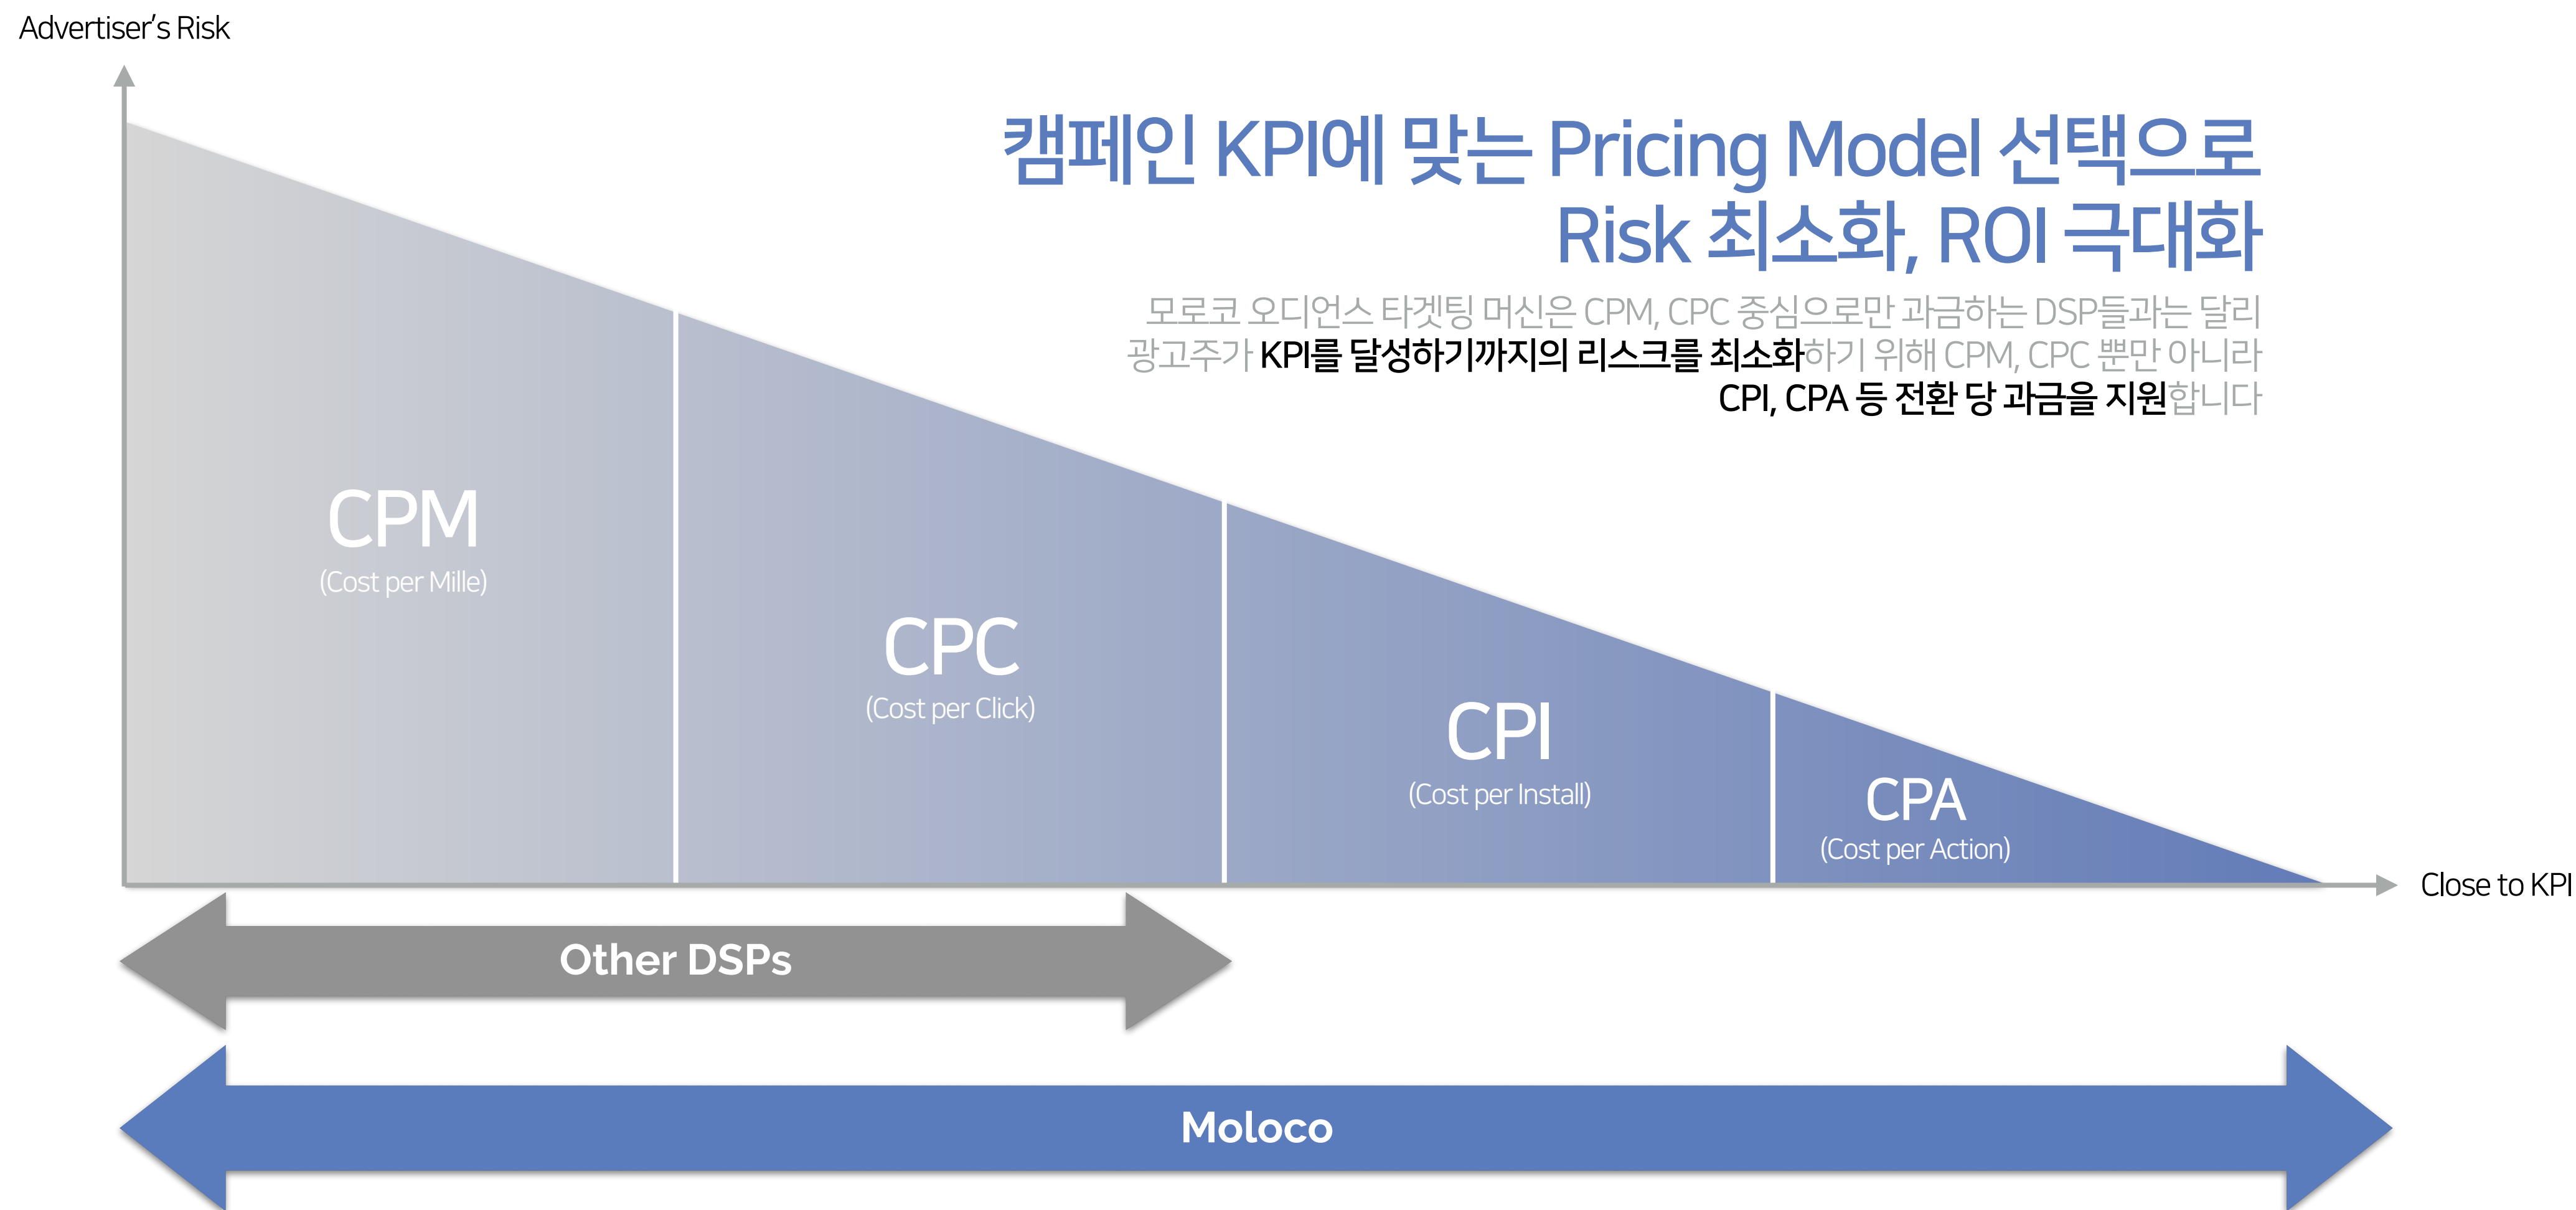 Advertiser’s Risk
캠페인 KPI에 맞는 Pricing Model 선택으로
Risk 최소화, ROI 극대화
모로코 오디언스 타겟팅 머신은 CPM, CPC 중심으로만 과금하는 DSP들과는 달리
광고주가 KPI를 달성하기까지의 리스크를 최소화하기 위해 CPM, CPC 뿐만 아니라
CPI, CPA 등 전환 당 과금을 지원합니다
CPM
(Cost per Mille)
CPC
(Cost per Click)
CPI
(Cost per Install)
CPA
(Cost per Action)
Close to KPI
Other DSPs
Moloco